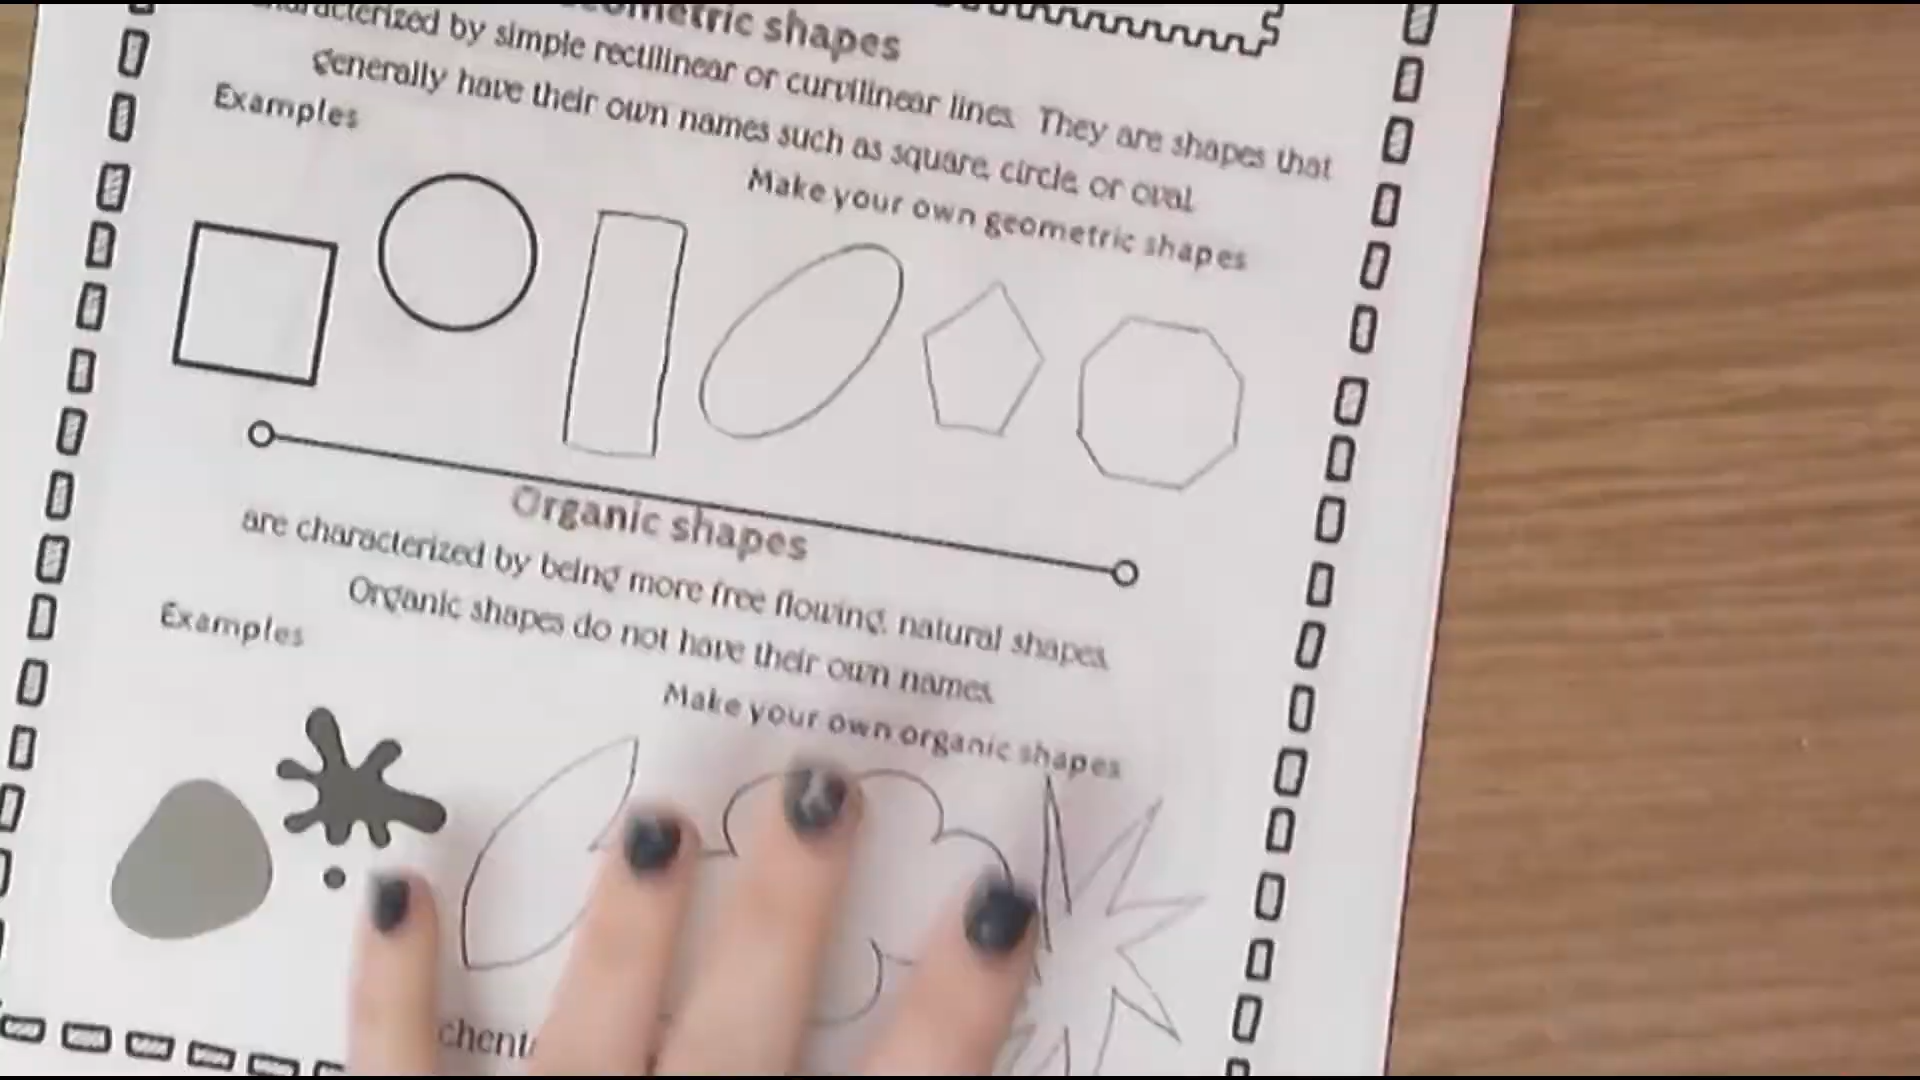 shapes
by simple rectilinear or curvilinear lines. They are shapes that
generally have their own names such as square, circle, or oval.
Examples
Make your own geometric shapes
Organic shapes
are characterized by being more free flowing, natural shapes.
Organic shapes do not have their own names.
Examples
Make your own organic shapes